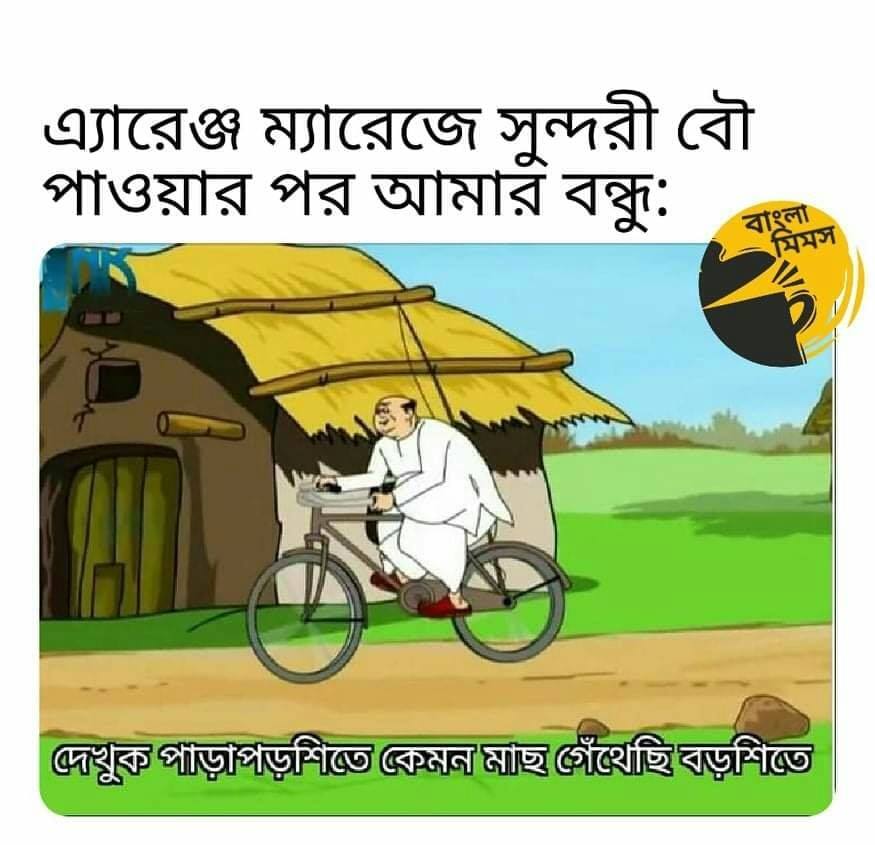 এ্যারেঞ্জ ম্যারেজে সুন্দরী বৌ
পাওয়ার পর আমার বন্ধু:
বাংলা
মিমস
দেখুক পাড়াপড়শিতে কেমন মাছ গেঁথেছি বড়শিতে